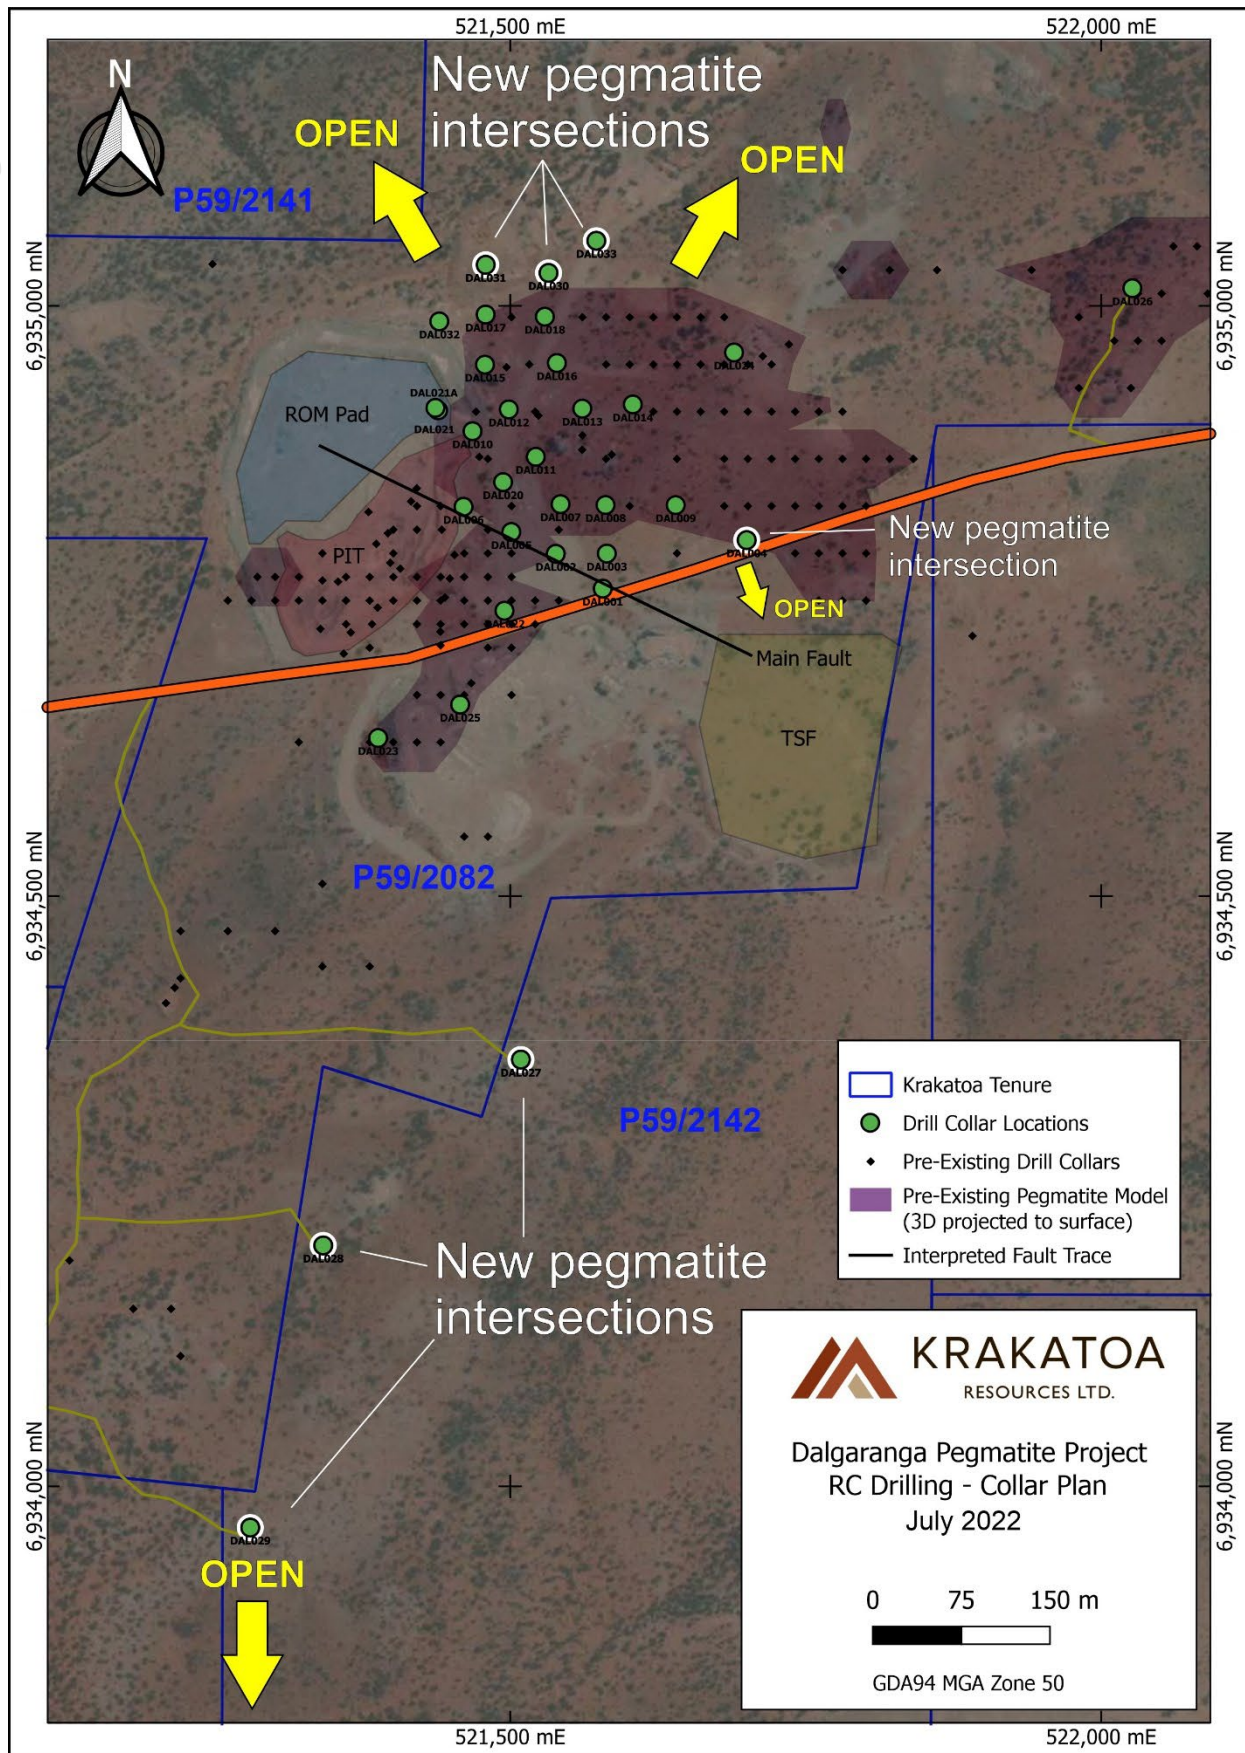 521,500 mE
522,000 mE
N
New pegmatite
intersections
OPEN
OPEN
P59/2141
DAL033
DAL031
DAL030
DAL026
6,935,000 mN
6,935,000 mN
DAL017
DAL018
DAL032
DAL024
DAL015
DAL016
DAL021A
ROM Pad
DAL014
DAL012
DAL013
DAL021
DAL010
DAL011
DAL020
DAL006
DAL007
DAL008
DAL009
New pegmatite
intersection
DAL005
DAL004
PIT
DAL002
DAL003
DAL001
OPEN
DAL022
Main Fault
DAL025
TSF
DAL023
P59/2082
6,934,500 mN
6,934,500 mN
DAL027
P59/2142
Krakatoa Tenure
Drill Collar Locations
Pre-Existing Drill Collars
Pre-Existing Pegmatite Model
(3D projected to surface)
Interpreted Fault Trace
DAL028
New pegmatite
intersections
KRAKATOA
RESOURCES LTD.
Dalgaranga Pegmatite Project
RC Drilling - Collar Plan
July 2022
6,934,000 mN
6,934,000 mN
DAL029
OPEN
0 75 150 m
GDA94 MGA Zone 50
521,500 mE
522,000 mE